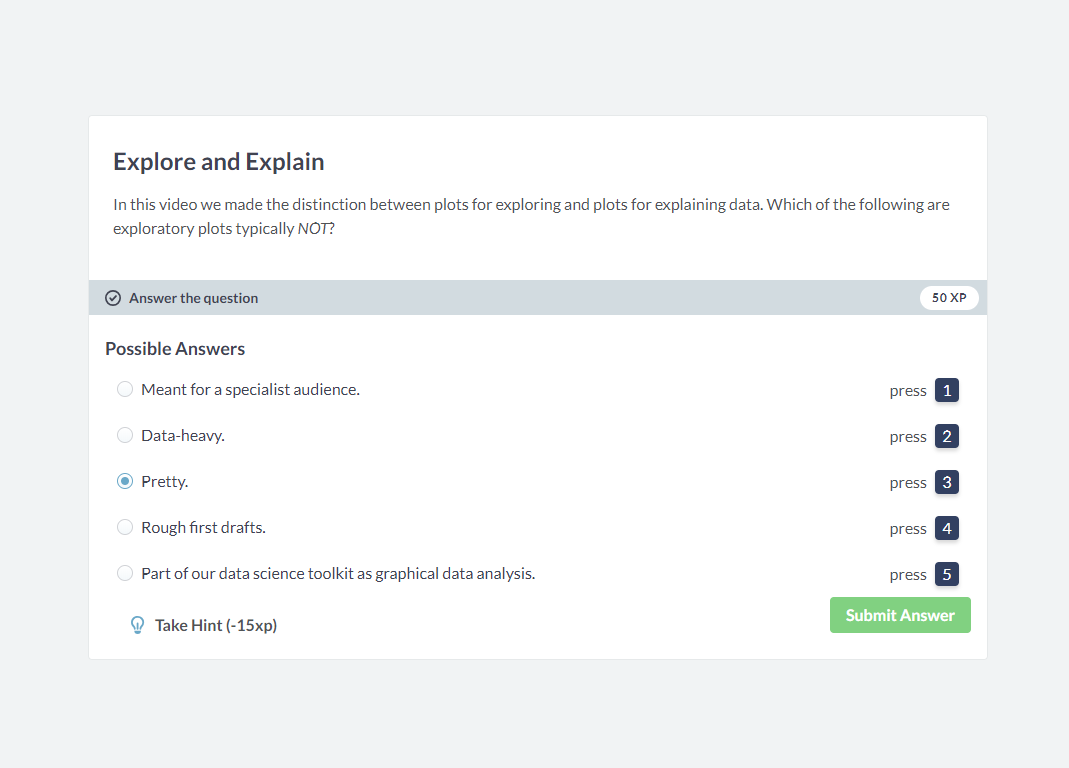 Explore and Explain
In this video we made the distinction between plots for exploring and plots for explaining data. Which of the following are
exploratory plots typically NOT?
Answer the question 50 XP
Possible Answers
Meant for a specialist audience. press 1
Data-heavy. press 2
Pretty. press 3
Rough first drafts. press 4
Part of our data science toolkit as graphical data analysis. press 5
Take Hint (-15xp) Submit Answer